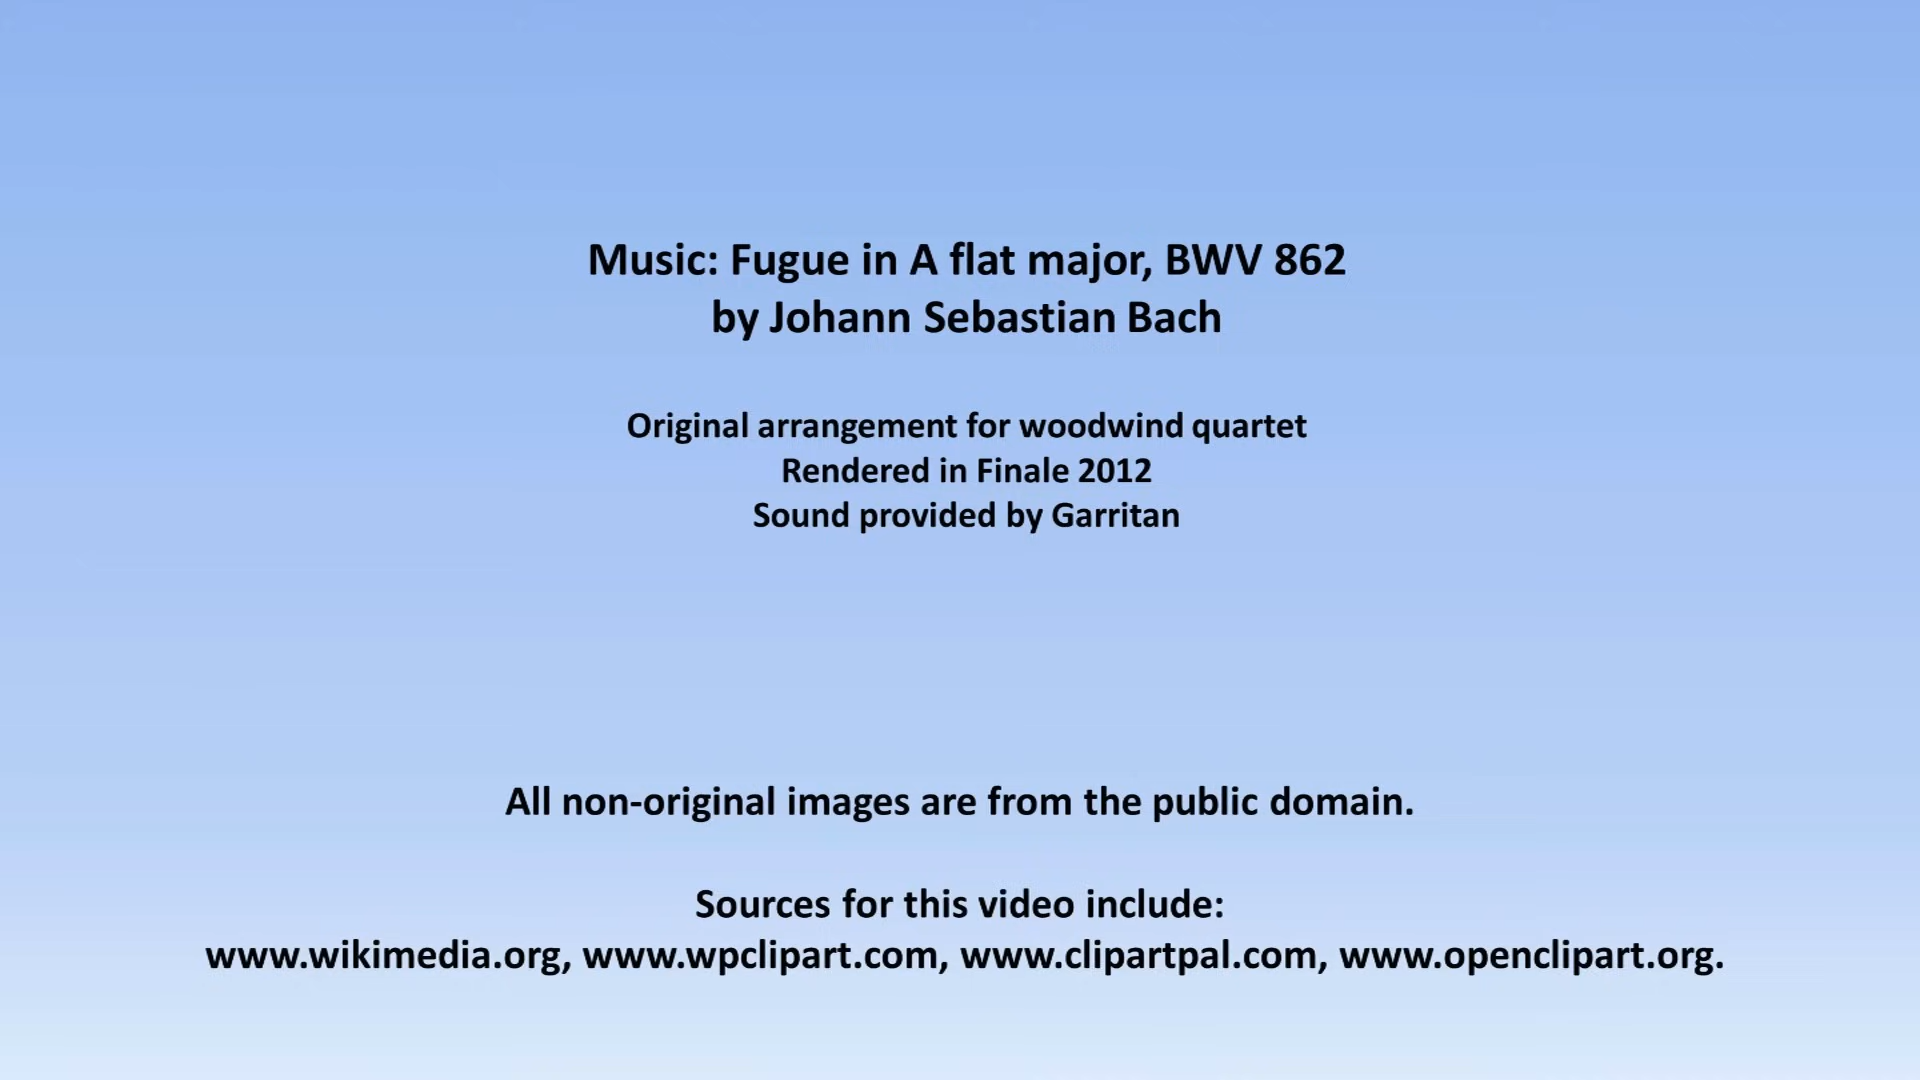 Music: Fugue in A flat major, BWV 862
by Johann Sebastian Bach
Original arrangement for woodwind quartet
Rendered in Finale 2012
Sound provided by Garritan
All non-original images are from the public domain.
Sources for this video include:
www.wikimedia.org, www.wpclipart.com, www.clipartpal.com, www.openclipart.org.